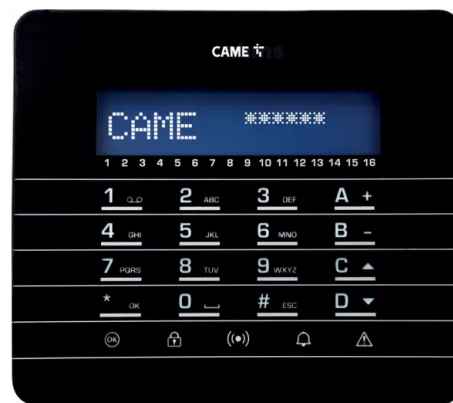 CAME
CAME ******
1 2 3 4 5 6 7 8 9 10 11 12 13 14 15 16
1 2 ABC 3 DEF A +
4 GHI 5 JKL 6 MNO B -
7 PQRS 8 TUV 9 WXYZ C
* OK 0 # ESC D
OK